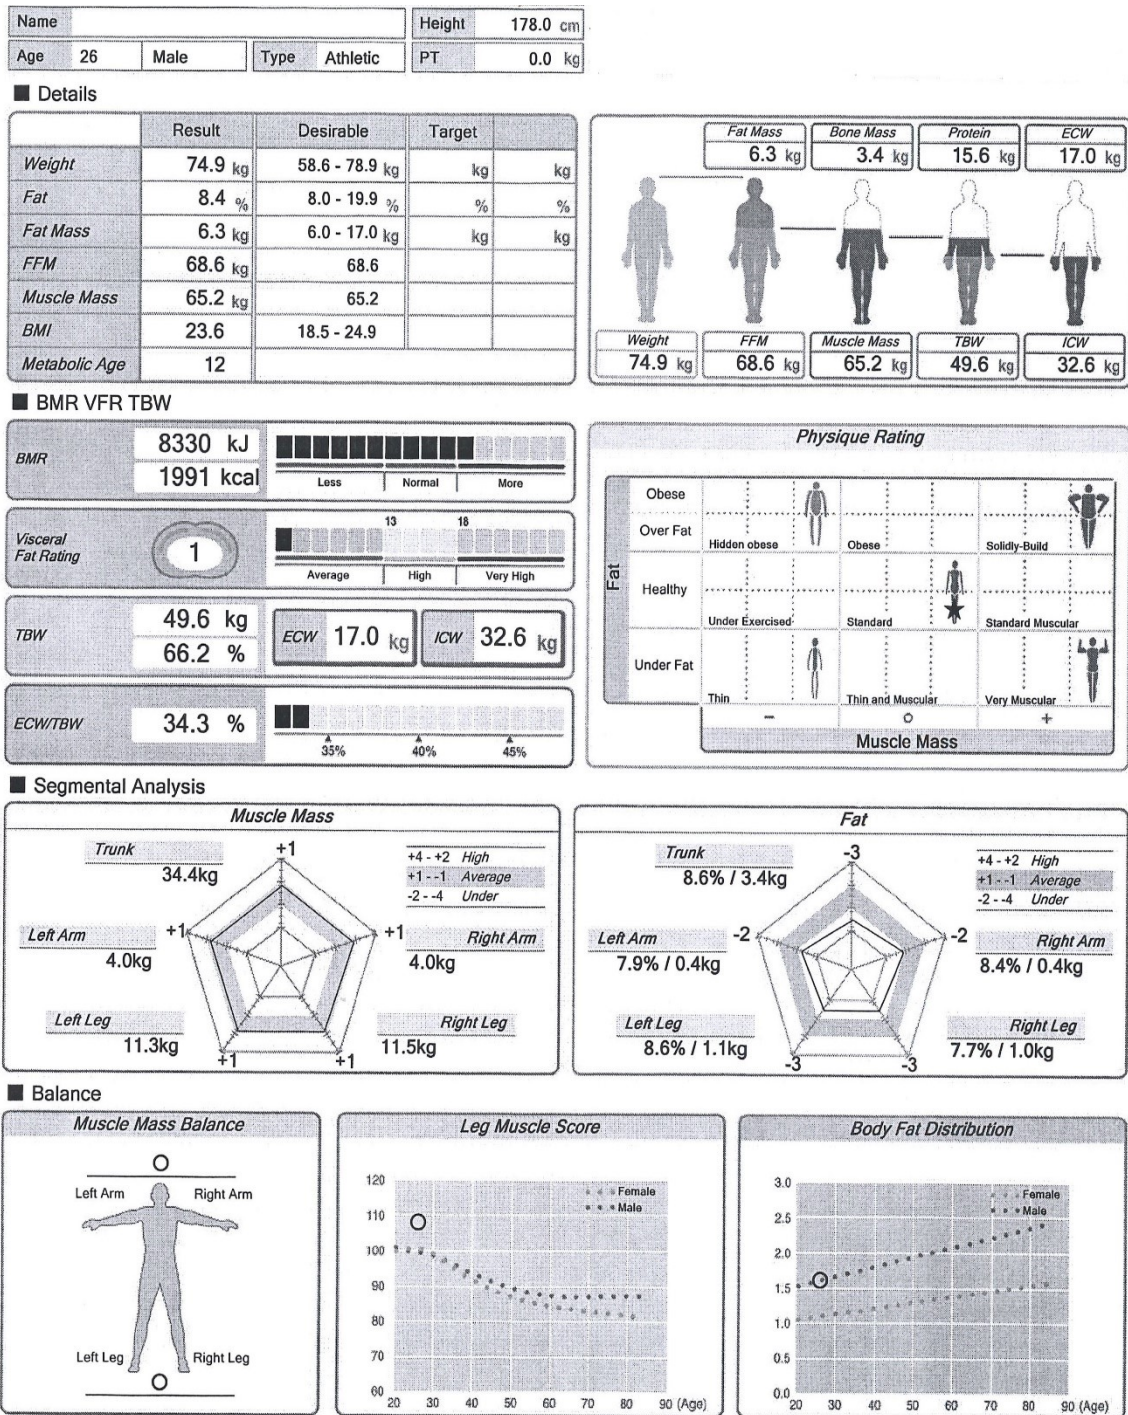 Name
Height 178.0 cm
Age 26 Male Type Athletic PT 0.0 kg
Details
Result Desirable Target
Weight 74.9 kg 58.6 - 78.9 kg kg kg
Fat 8.4 % 8.0 - 19.9 % % %
Fat Mass 6.3 kg 6.0 - 17.0 kg kg kg
FFM 68.6 kg 68.6
Muscle Mass 65.2 kg 65.2
BMI 23.6 18.5 - 24.9
Metabolic Age 12
Fat Mass Bone Mass Protein ECW
6.3 kg 3.4 kg 15.6 kg 17.0 kg
Weight FFM Muscle Mass TBW ICW
74.9 kg 68.6 kg 65.2 kg 49.6 kg 32.6 kg
BMR VFR TBW
BMR
8330 kJ
1991 kcal
Less Normal More
Visceral
Fat Rating
1
13 18
Average High Very High
TBW
49.6 kg
66.2 %
ECW 17.0 kg ICW 32.6 kg
ECW/TBW 34.3 %
35% 40% 45%
Physique Rating
Fat
Obese
Over Fat
Hidden obese Obese Solidly-Build
Healthy
Under Exercised Standard Standard Muscular
Under Fat
Thin Thin and Muscular Very Muscular
- o +
Muscle Mass
Segmental Analysis
Muscle Mass
Trunk
34.4kg
+1
+4 - +2 High
+1 - -1 Average
-2 - -4 Under
Left Arm
4.0kg
+1
+1
Right Arm
4.0kg
Left Leg
11.3kg
+1
+1
Right Leg
11.5kg
Fat
Trunk
8.6% / 3.4kg
-3
+4 - +2 High
+1 - -1 Average
-2 - -4 Under
Left Arm
7.9% / 0.4kg
-2
-2
Right Arm
8.4% / 0.4kg
Left Leg
8.6% / 1.1kg
-3
-3
Right Leg
7.7% / 1.0kg
Balance
Muscle Mass Balance
Left Arm Right Arm
Left Leg Right Leg
Leg Muscle Score
120
110
100
90
80
70
60
Female
Male
20 30 40 50 60 70 80 90 (Age)
Body Fat Distribution
3.0
2.5
2.0
1.5
1.0
0.5
0.0
Female
Male
20 30 40 50 60 70 80 90 (Age)